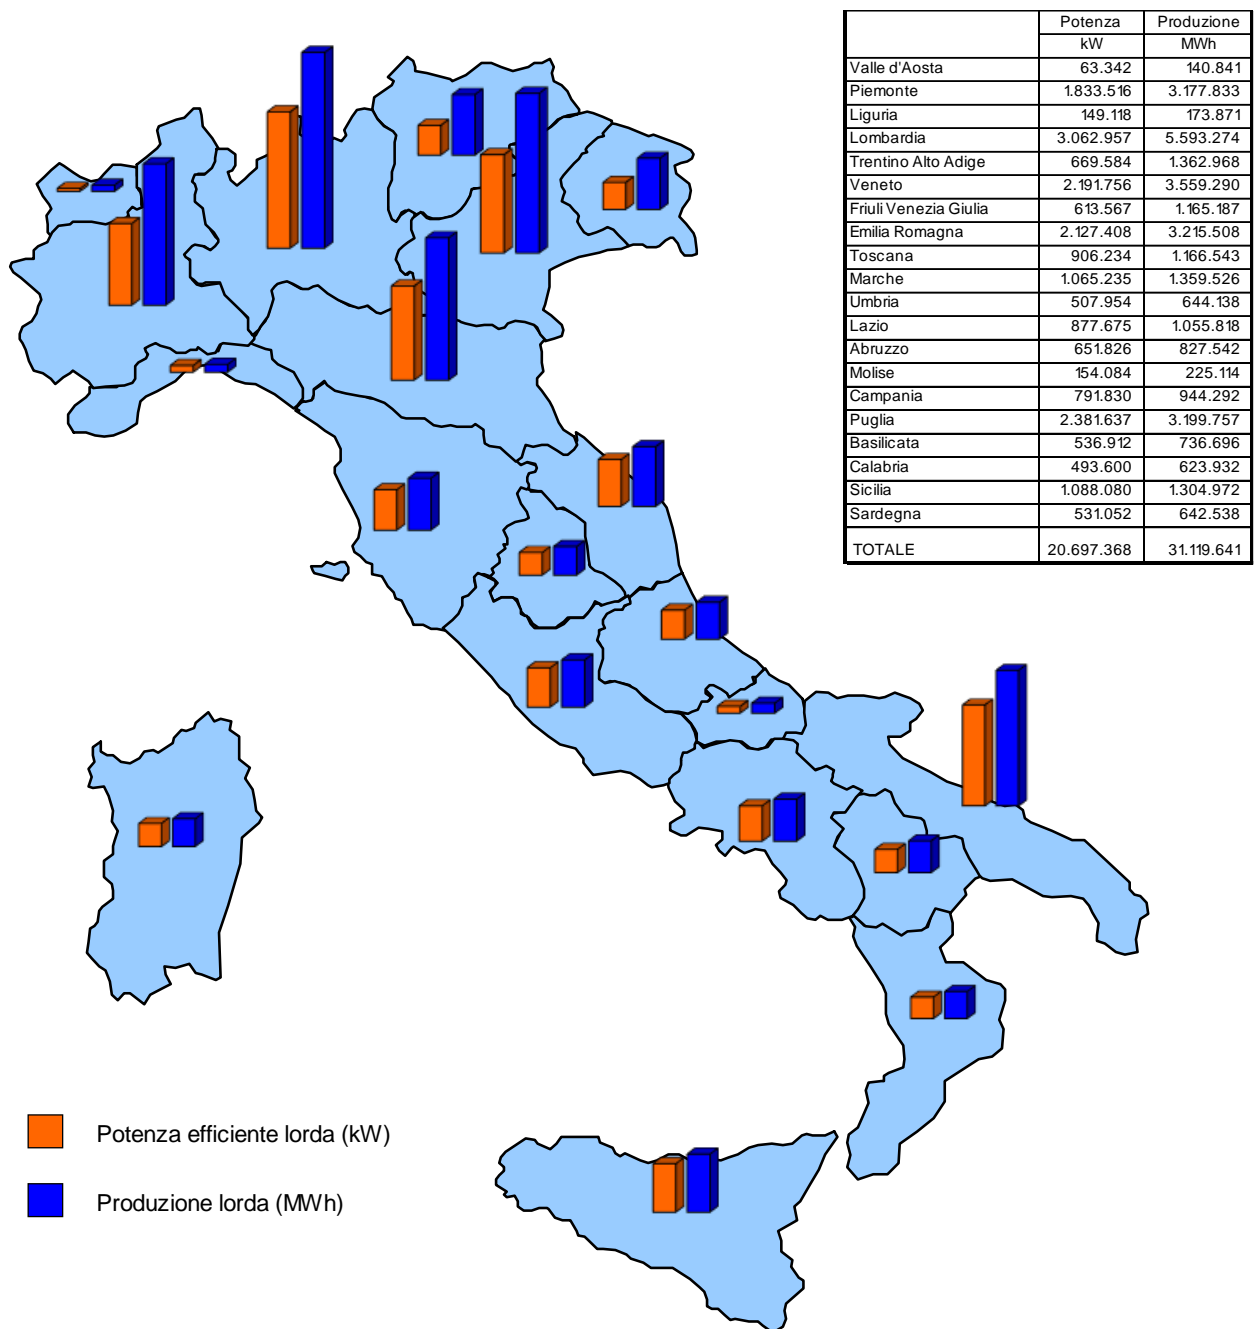 Potenza Produzione
kW MWh
Valle d'Aosta 63.342 140.841
Piemonte 1.833.516 3.177.833
Liguria 149.118 173.871
Lombardia 3.062.957 5.593.274
Trentino Alto Adige 669.584 1.362.968
Veneto 2.191.756 3.559.290
Friuli Venezia Giulia 613.567 1.165.187
Emilia Romagna 2.127.408 3.215.508
Toscana 906.234 1.166.543
Marche 1.065.235 1.359.526
Umbria 507.954 644.138
Lazio 877.675 1.055.818
Abruzzo 651.826 827.542
Molise 154.084 225.114
Campania 791.830 944.292
Puglia 2.381.637 3.199.757
Basilicata 536.912 736.696
Calabria 493.600 623.932
Sicilia 1.088.080 1.304.972
Sardegna 531.052 642.538
TOTALE 20.697.368 31.119.641
Potenza efficiente lorda (kW)
Produzione lorda (MWh)